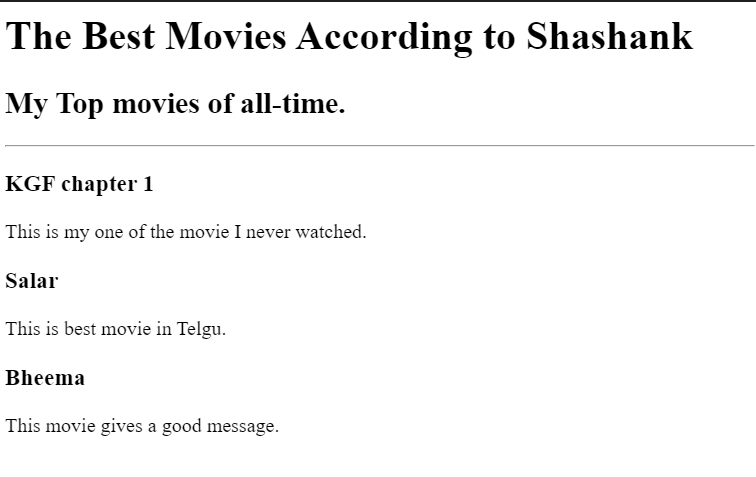 The Best Movies According to Shashank
My Top movies of all-time.
KGF chapter 1
This is my one of the movie I never watched.
Salar
This is best movie in Telgu.
Bheema
This movie gives a good message.